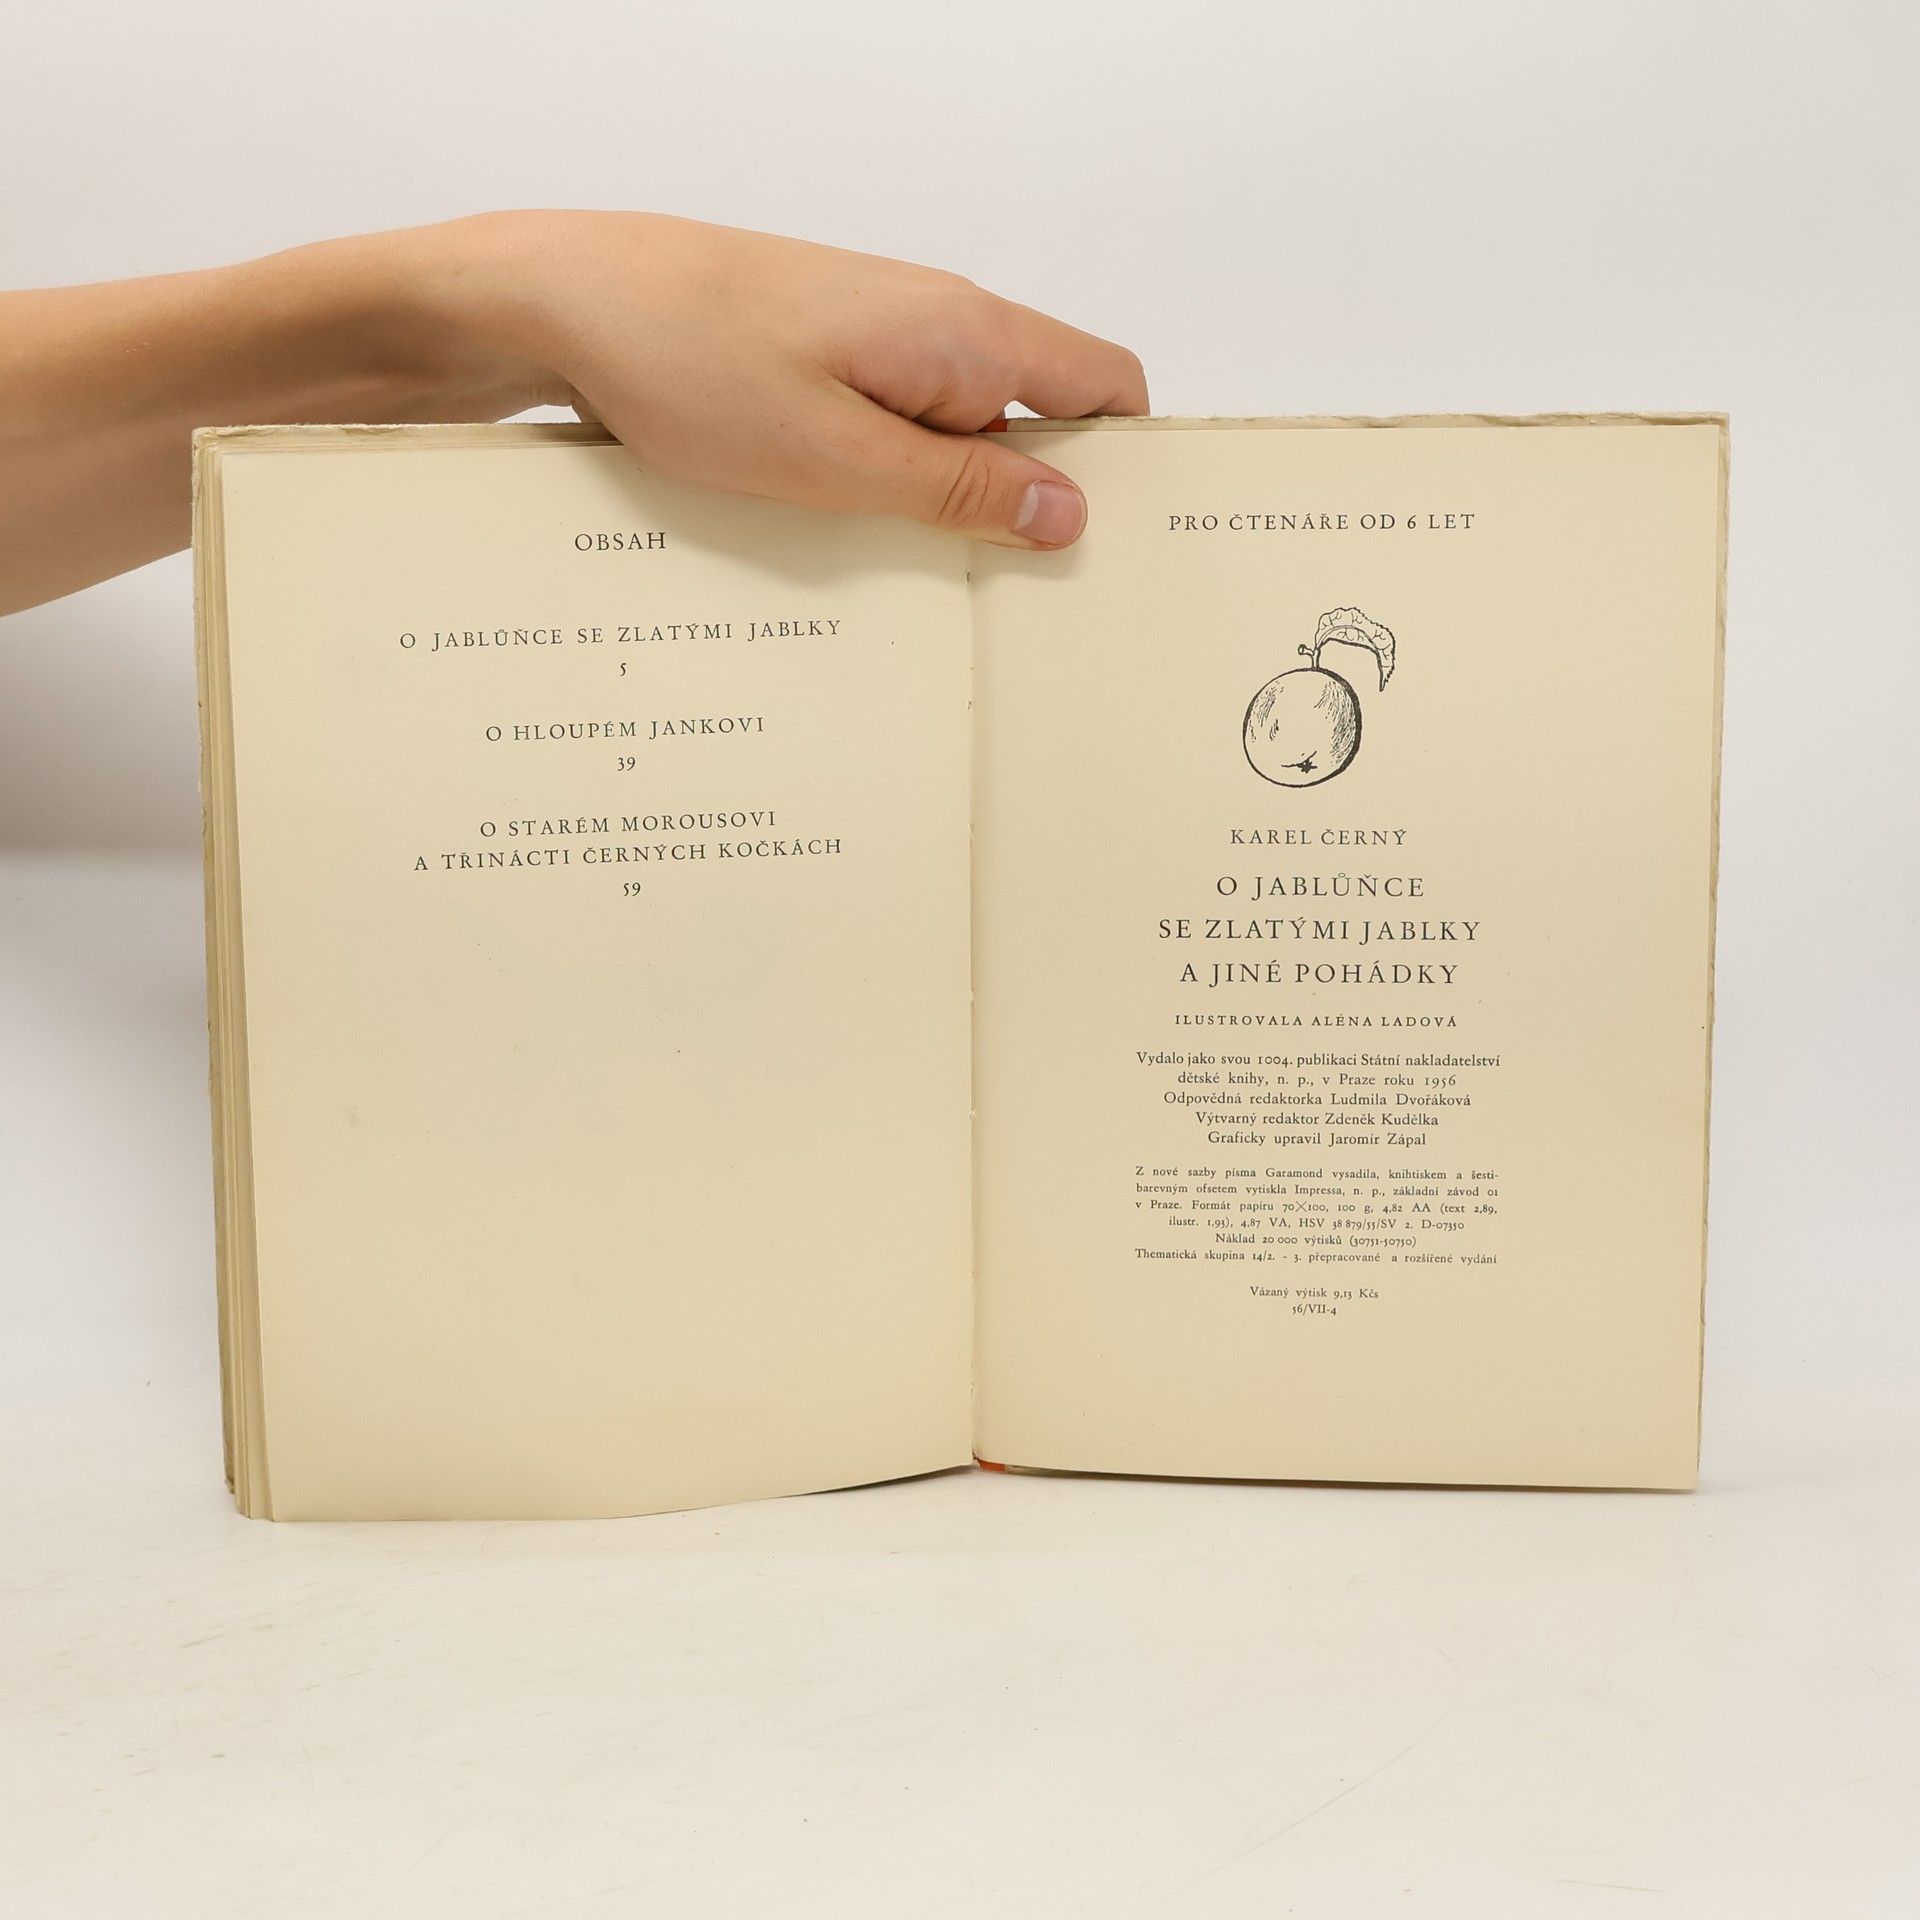 OBSAH
O JABLŮŇCE SE ZLATÝMI JABLKY
5
O HLOUPÉM JANKOVI
39
O STARÉM MOROUSOVI
A TŘINÁCTI ČERNÝCH KOČKÁCH
59
PRO ČTENÁŘE OD 6 LET
KAREL ČERNÝ
O JABLŮŇCE
SE ZLATÝMI JABLKY
A JINÉ POHÁDKY
ILUSTROVALA ALÉNA LADOVÁ
Vydalo jako svou 1004. publikaci Státní nakladatelství
dětské knihy, n. p., v Praze roku 1956
Odpovědná redaktorka Ludmila Dvořáková
Výtvarný redaktor Zdeněk Kudělka
Graficky upravil Jaromír Zápal
Z nové sazby písma Garamond vysadila, knihtiskem a šesti-
barevným ofsetem vytiskla Impressa, n. p., základní závod 01
v Praze. Formát papíru 70×100, 100 g, 4,82 AA (text 2,89,
ilustr. 1,93), 4,87 VA, HSV 38 879/55/SV 2. D-07350
Náklad 20 000 výtisků (30751-50750)
Thematická skupina 14/2. - 3. přepracované a rozšířené vydání
Vázaný výtisk 9,13 Kčs
56/VII-4